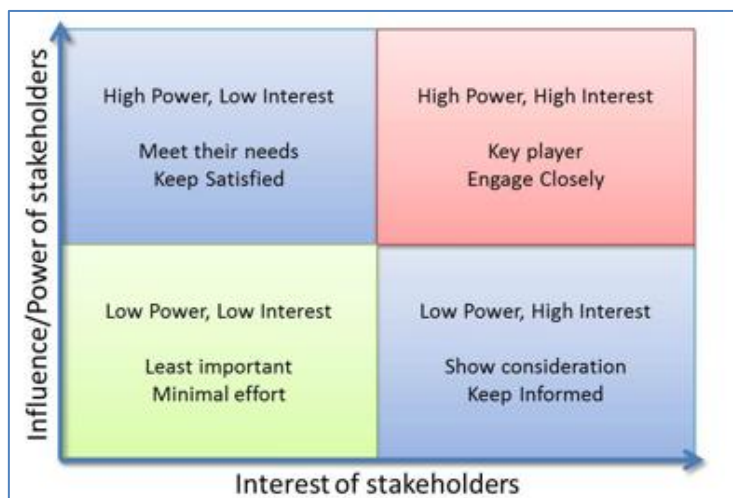 Influence/Power of stakeholders
High Power, Low Interest
Meet their needs
Keep Satisfied
High Power, High Interest
Key player
Engage Closely
Low Power, Low Interest
Least important
Minimal effort
Low Power, High Interest
Show consideration
Keep Informed
Interest of stakeholders